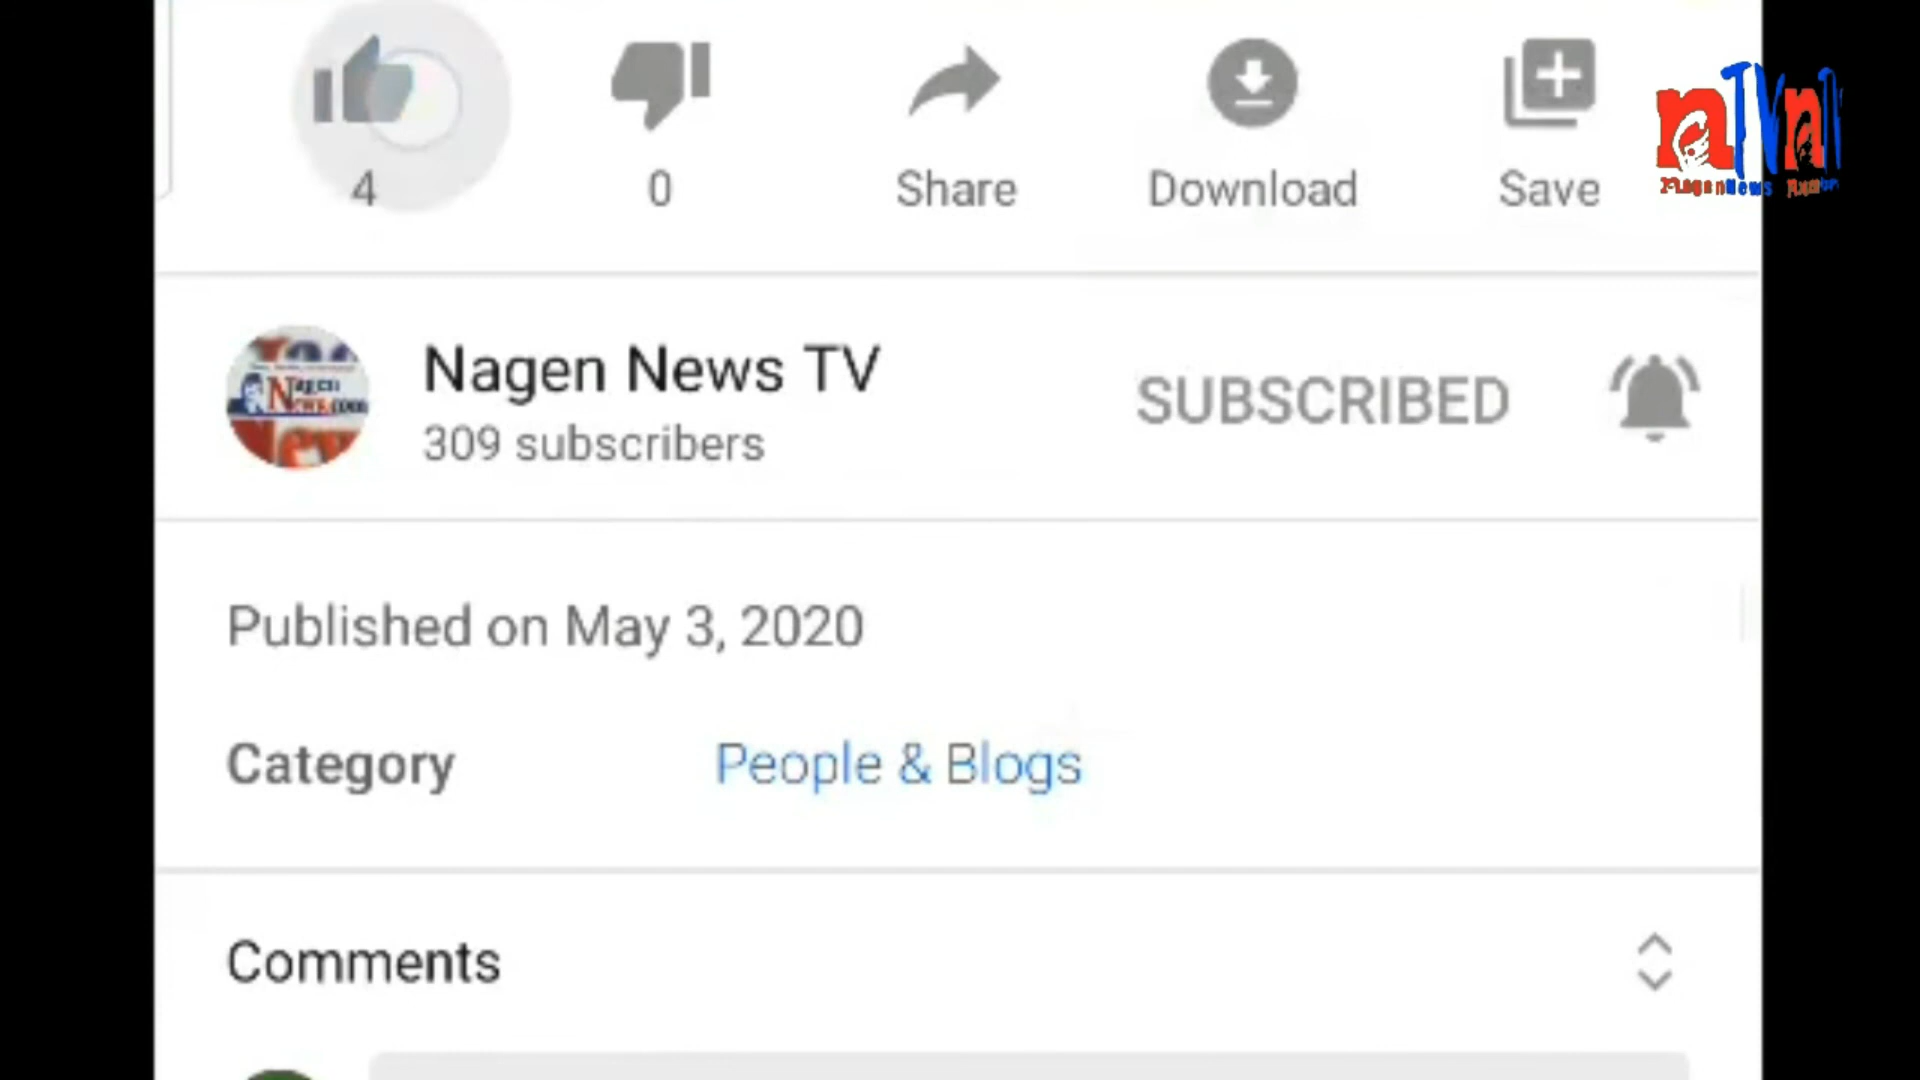 4
0
Share
Download
Save
Nagen News TV
SUBSCRIBED
309 subscribers
Published on May 3, 2020
Category
People & Blogs
Comments